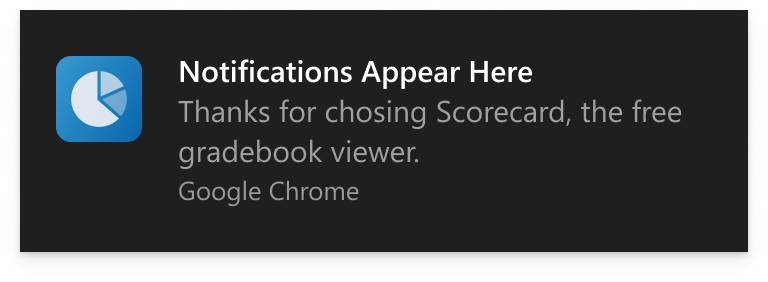 Notifications Appear Here
Thanks for chosing Scorecard, the free
gradebook viewer.
Google Chrome